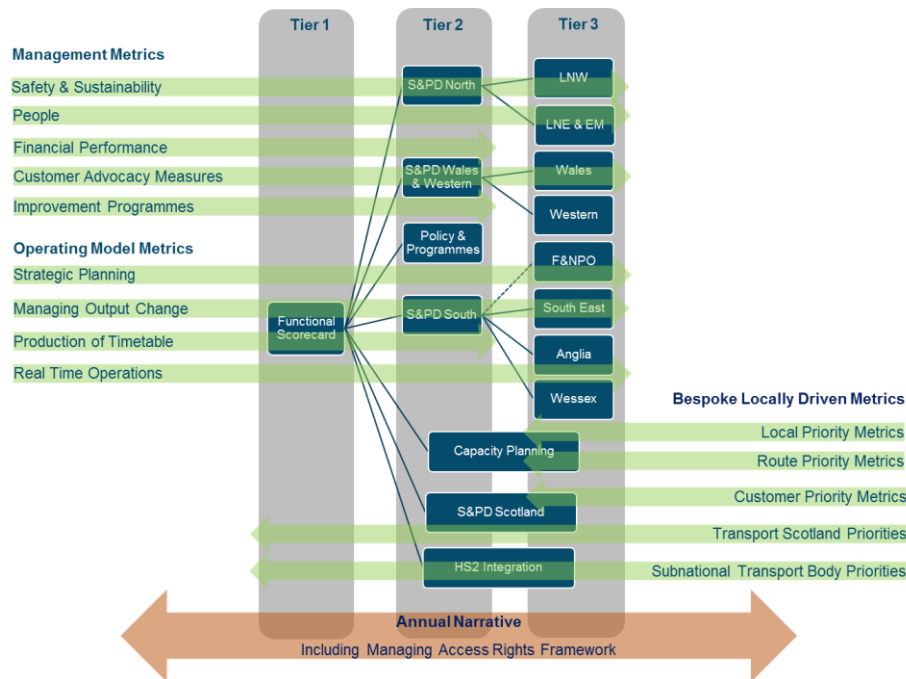 Tier 1
Tier 2
Tier 3
Management Metrics
Safety & Sustainability
People
Financial Performance
Customer Advocacy Measures
Improvement Programmes
Operating Model Metrics
Strategic Planning
Managing Output Change
Production of Timetable
Real Time Operations
Functional
Scorecard
S&PD North
S&PD Wales
& Western
Policy &
Programmes
S&PD South
Capacity Planning
S&PD Scotland
HS2 Integration
LNW
LNE & EM
Wales
Western
F&NPO
South East
Anglia
Wessex
Bespoke Locally Driven Metrics
Local Priority Metrics
Route Priority Metrics
Customer Priority Metrics
Transport Scotland Priorities
Subnational Transport Body Priorities
Annual Narrative
Including Managing Access Rights Framework